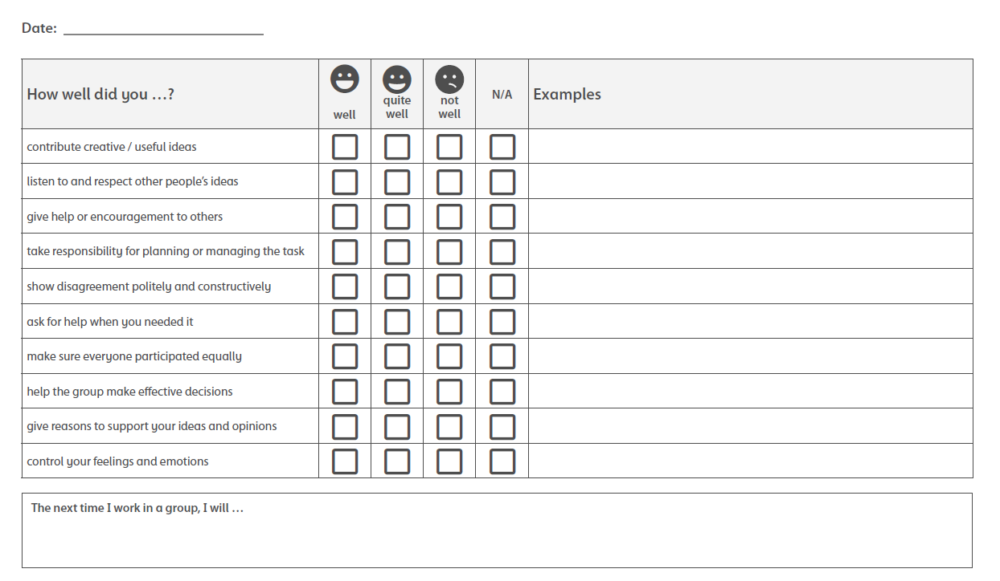 Date:
How well did you …?
well
quite
well
not
well
N/A
Examples
contribute creative / useful ideas
listen to and respect other people’s ideas
give help or encouragement to others
take responsibility for planning or managing the task
show disagreement politely and constructively
ask for help when you needed it
make sure everyone participated equally
help the group make effective decisions
give reasons to support your ideas and opinions
control your feelings and emotions
The next time I work in a group, I will …